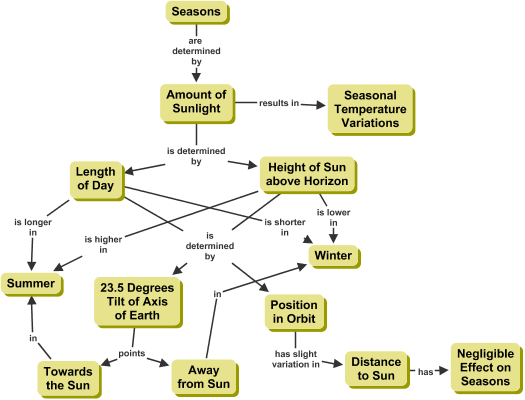 Seasons
are
determined
by
Amount of
Sunlight
results in
Seasonal
Temperature
Variations
is determined
by
Length
of Day
Height of Sun
above Horizon
is longer
in
is higher
in
is
determined
by
is shorter
in
is lower
in
Summer
23.5 Degrees
Tilt of Axis
of Earth
in
Winter
Position
in Orbit
in
points
has slight
variation in
Towards
the Sun
Away
from Sun
Distance
to Sun
has
Negligible
Effect on
Seasons